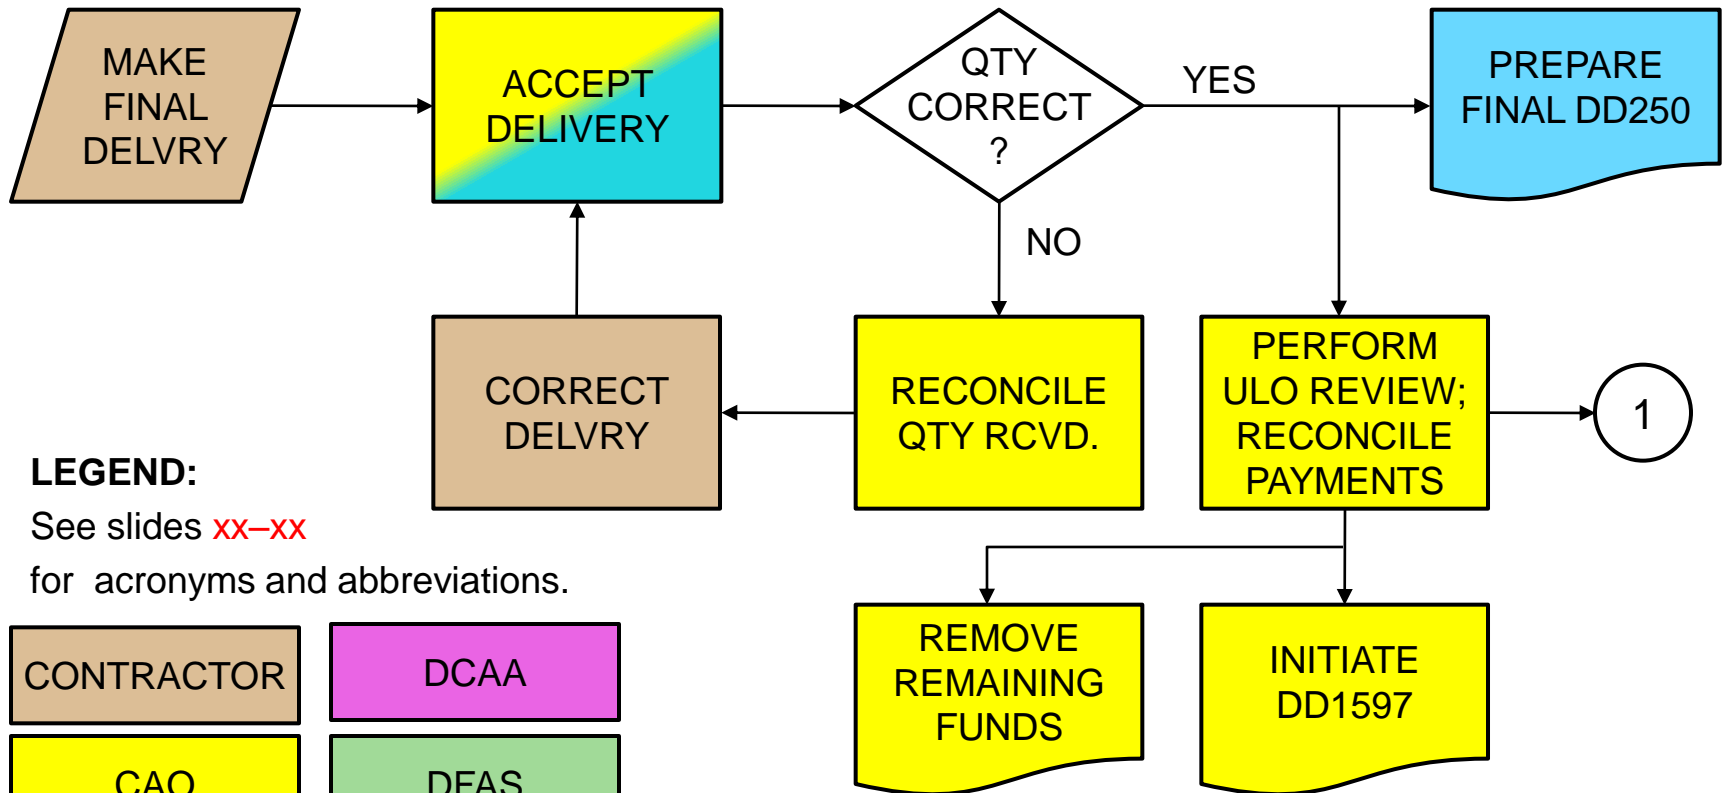 MAKE
FINAL
DELVRY
ACCEPT
DELIVERY
QTY
CORRECT
?
YES
PREPARE
FINAL DD250
NO
CORRECT
DELVRY
RECONCILE
QTY RCVD.
PERFORM
ULO REVIEW;
RECONCILE
PAYMENTS
1
LEGEND:
See slides xx–xx
for acronyms and abbreviations.
REMOVE
REMAINING
FUNDS
INITIATE
DD1597
CONTRACTOR
DCAA
CAO
DFAS